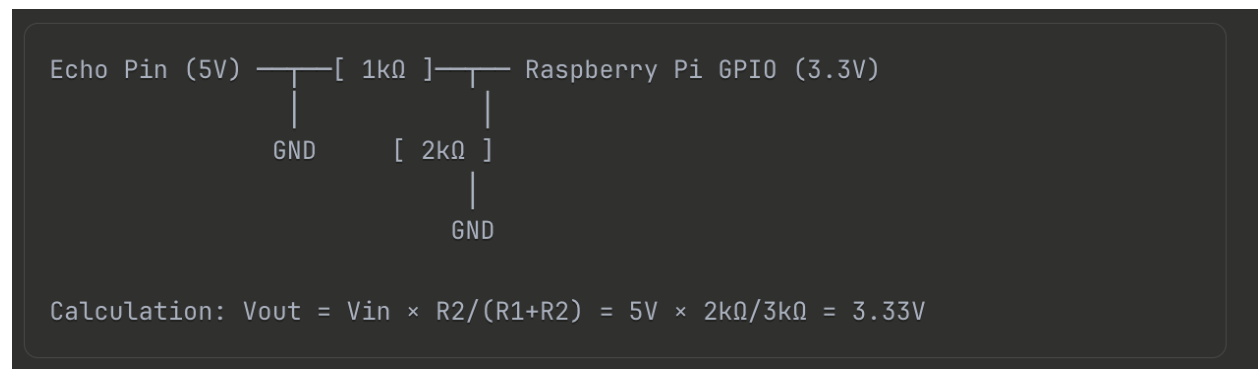 Echo Pin (5V) ──┬──[ 1kΩ ]──┬── Raspberry Pi GPIO (3.3V)
GND [ 2kΩ ]
GND
Calculation: Vout = Vin × R2/(R1+R2) = 5V × 2kΩ/3kΩ = 3.33V